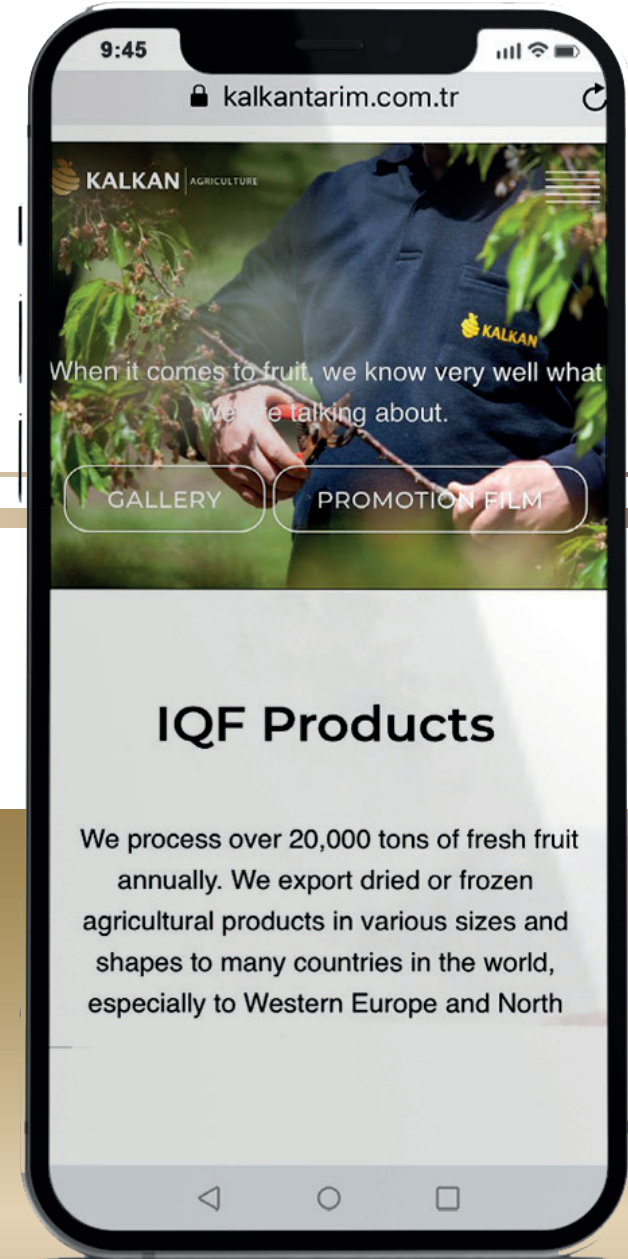 9:45
kalkantarim.com.tr
KALKAN AGRICULTURE
KALKAN
When it comes to fruit, we know very well what
we are talking about.
GALLERY PROMOTION FILM
IQF Products
We process over 20,000 tons of fresh fruit
annually. We export dried or frozen
agricultural products in various sizes and
shapes to many countries in the world,
especially to Western Europe and North